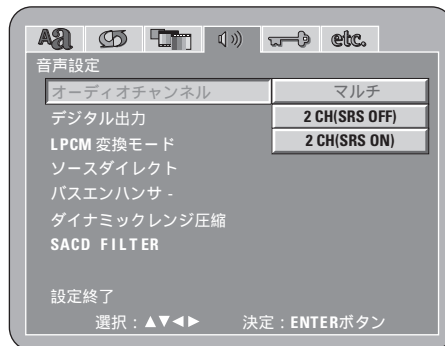 etc.
音声設定
オーディオチャンネル マルチ
デジタル出力 2 CH(SRS OFF)
LPCM 変換モード 2 CH(SRS ON)
ソースダイレクト
バスエンハンサ -
ダイナミックレンジ圧縮
SACD FILTER
設定終了
選択：▲▼◀▶ 決定：ENTERボタン